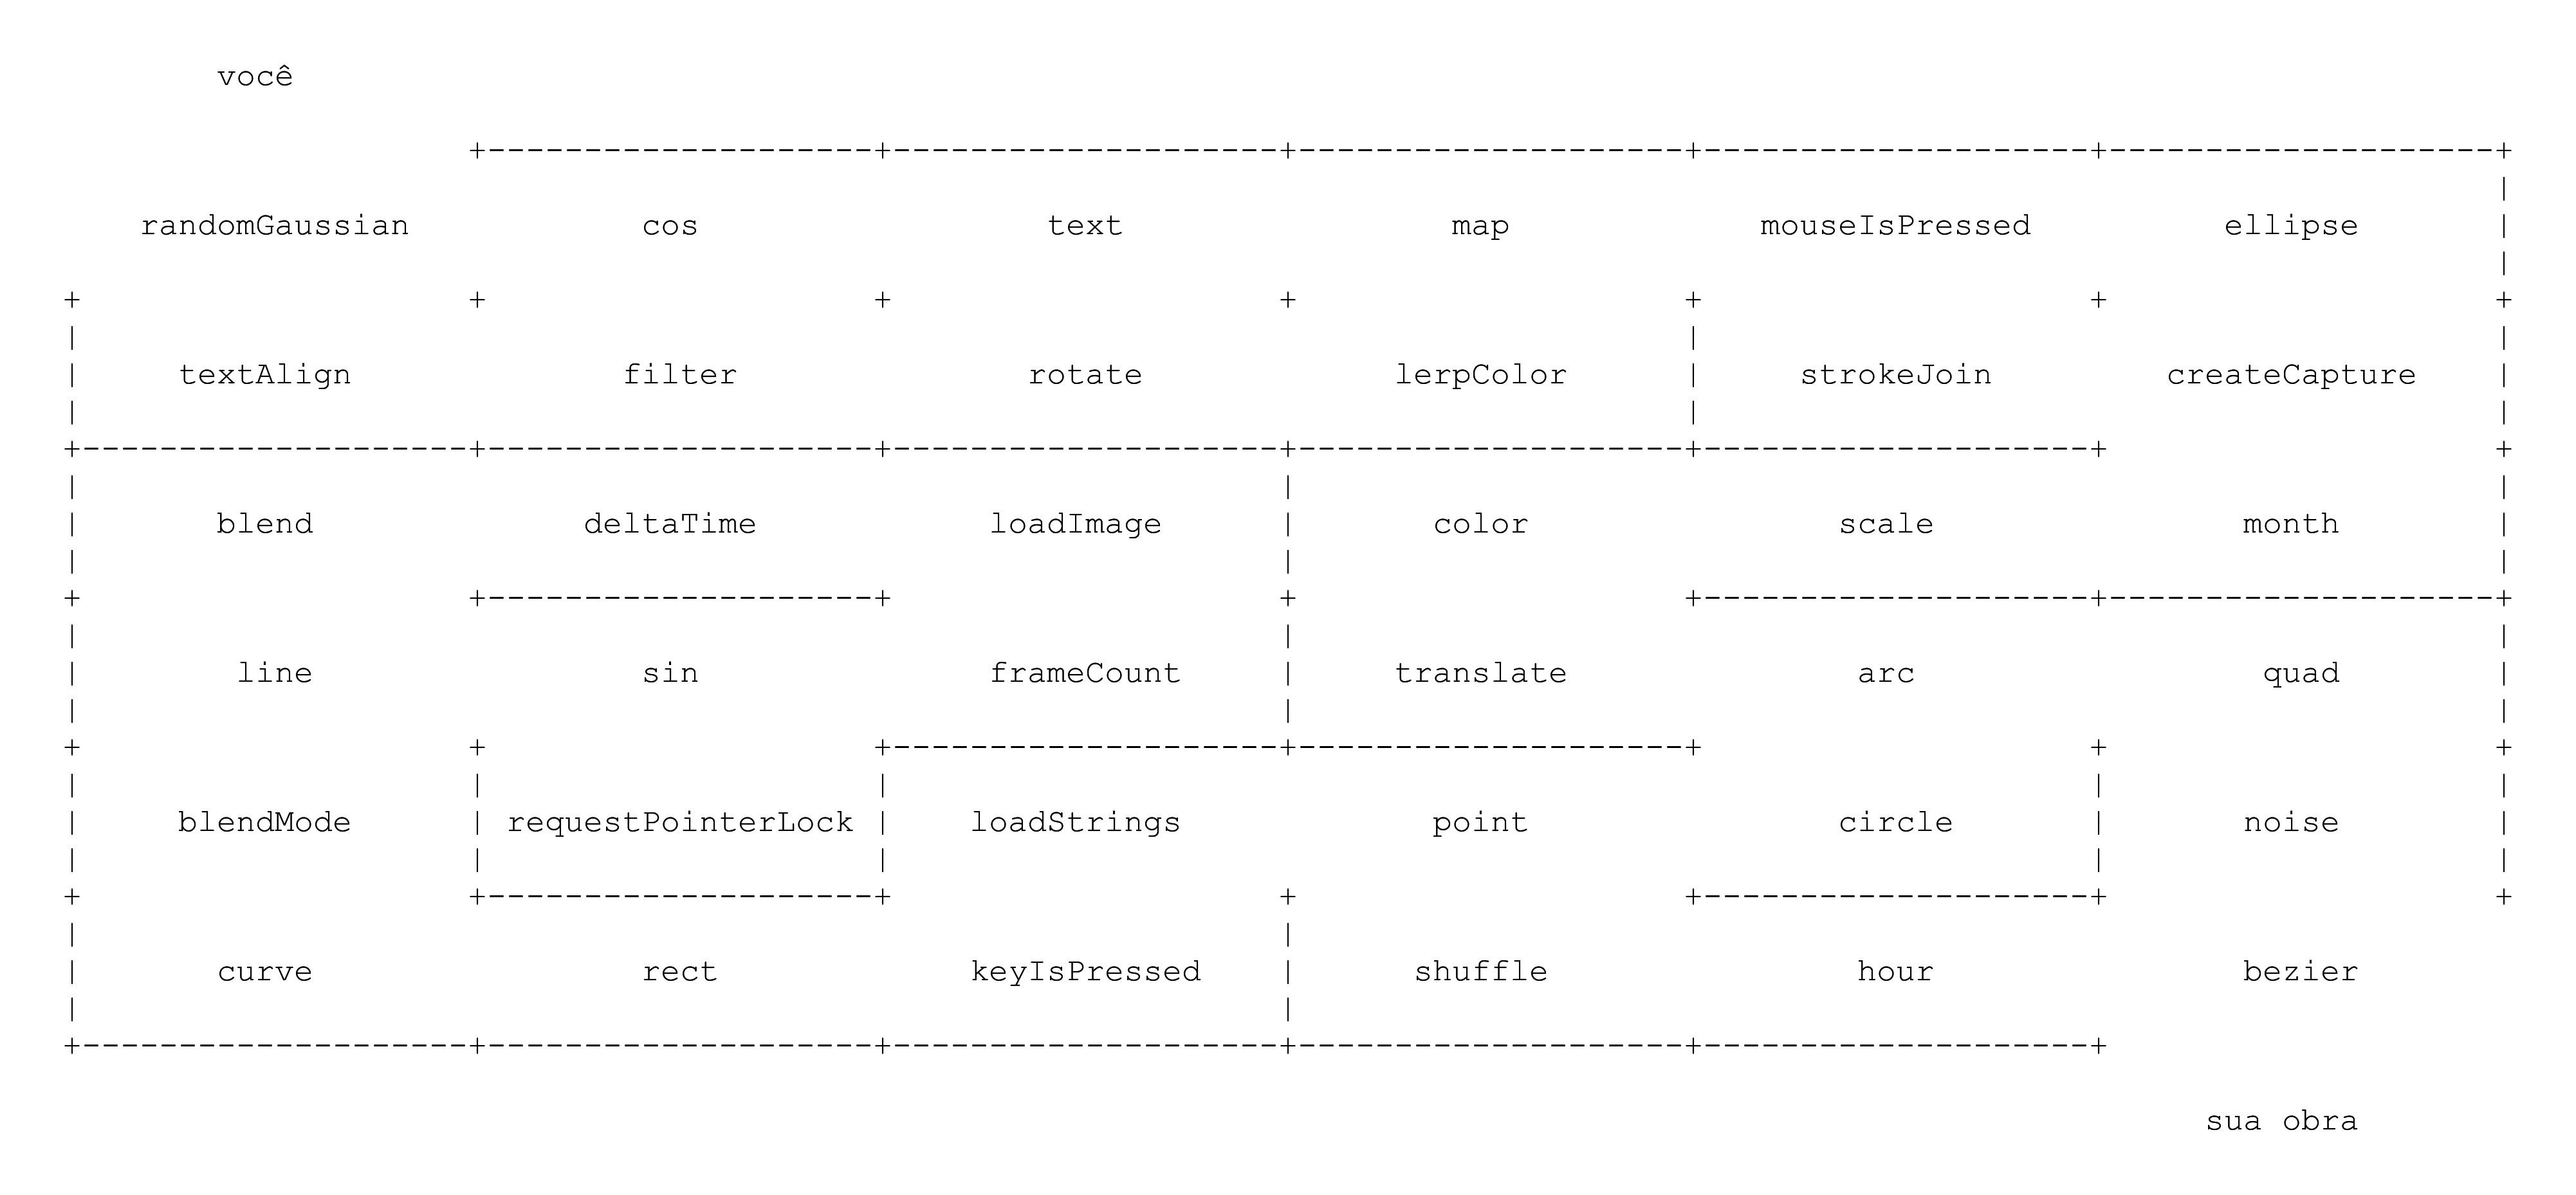 você
randomGaussian cos text map mouseIsPressed ellipse
textAlign filter rotate lerpColor strokeJoin createCapture
blend deltaTime loadImage color scale month
line sin frameCount translate arc quad
blendMode requestPointerLock loadStrings point circle noise
curve rect keyIsPressed shuffle hour bezier
sua obra